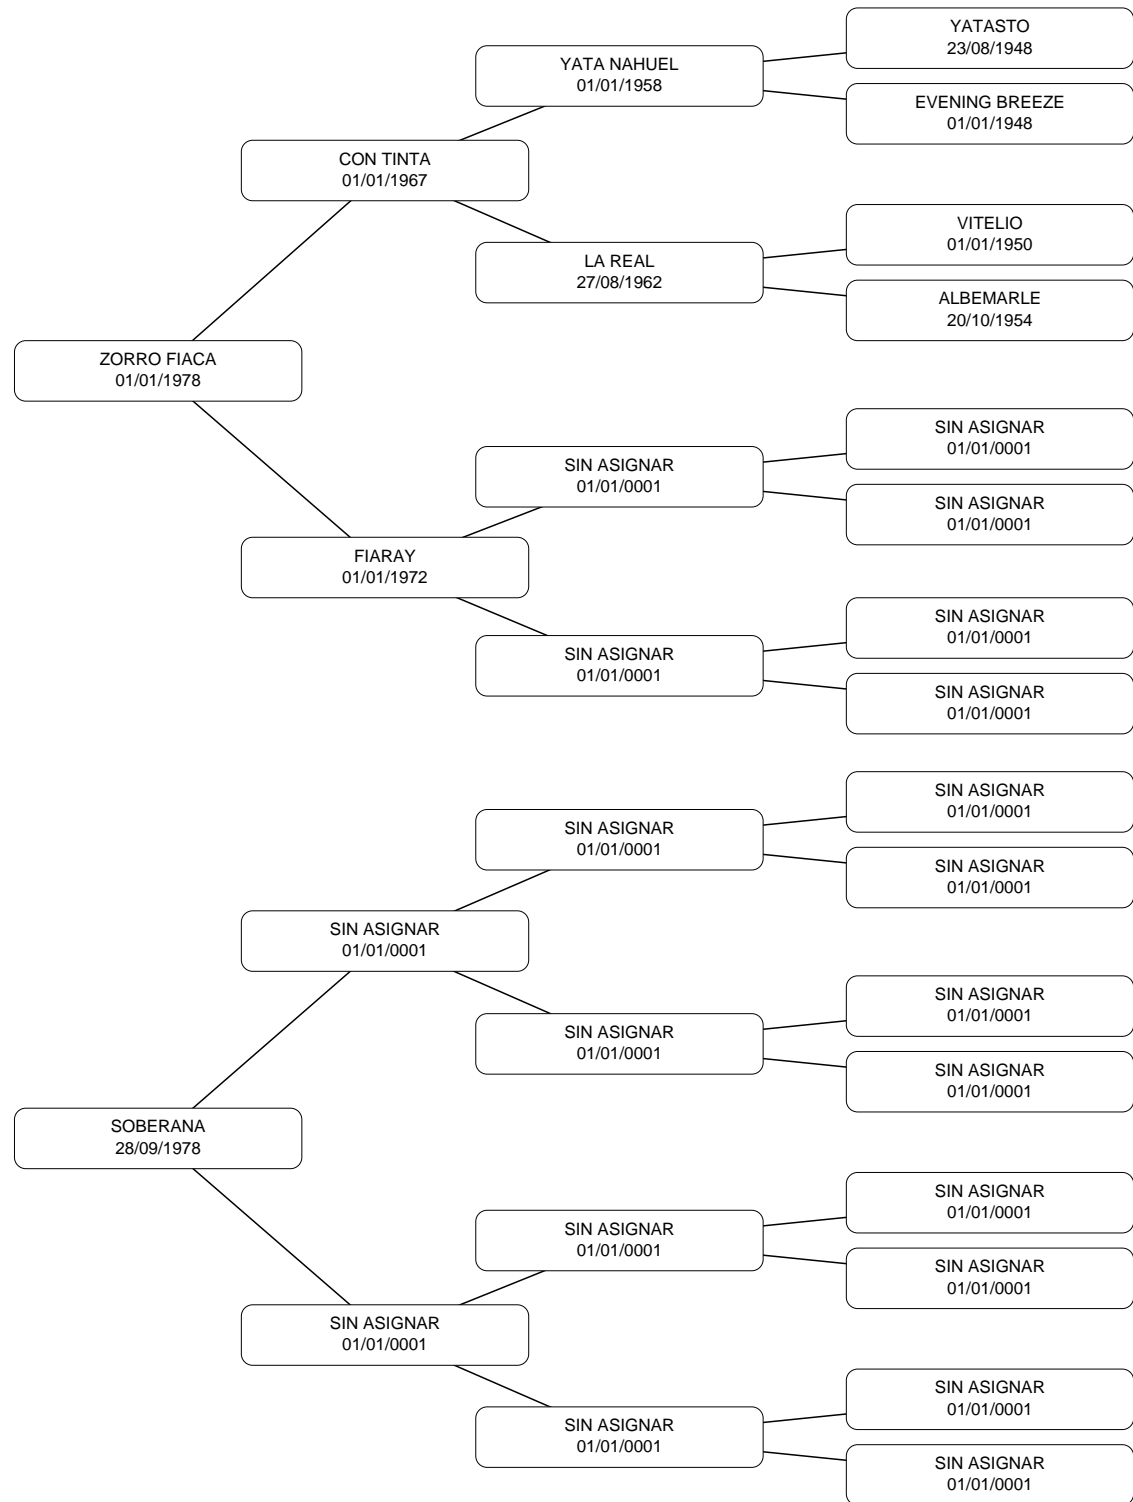 YATASTO
23/08/1948
YATA NAHUEL
01/01/1958
EVENING BREEZE
01/01/1948
CON TINTA
01/01/1967
VITELIO
01/01/1950
LA REAL
27/08/1962
ALBEMARLE
20/10/1954
ZORRO FIACA
01/01/1978
SIN ASIGNAR
01/01/0001
SIN ASIGNAR
01/01/0001
SIN ASIGNAR
01/01/0001
FIARAY
01/01/1972
SIN ASIGNAR
01/01/0001
SIN ASIGNAR
01/01/0001
SIN ASIGNAR
01/01/0001
SIN ASIGNAR
01/01/0001
SIN ASIGNAR
01/01/0001
SIN ASIGNAR
01/01/0001
SIN ASIGNAR
01/01/0001
SIN ASIGNAR
01/01/0001
SIN ASIGNAR
01/01/0001
SIN ASIGNAR
01/01/0001
SOBERANA
28/09/1978
SIN ASIGNAR
01/01/0001
SIN ASIGNAR
01/01/0001
SIN ASIGNAR
01/01/0001
SIN ASIGNAR
01/01/0001
SIN ASIGNAR
01/01/0001
SIN ASIGNAR
01/01/0001
SIN ASIGNAR
01/01/0001